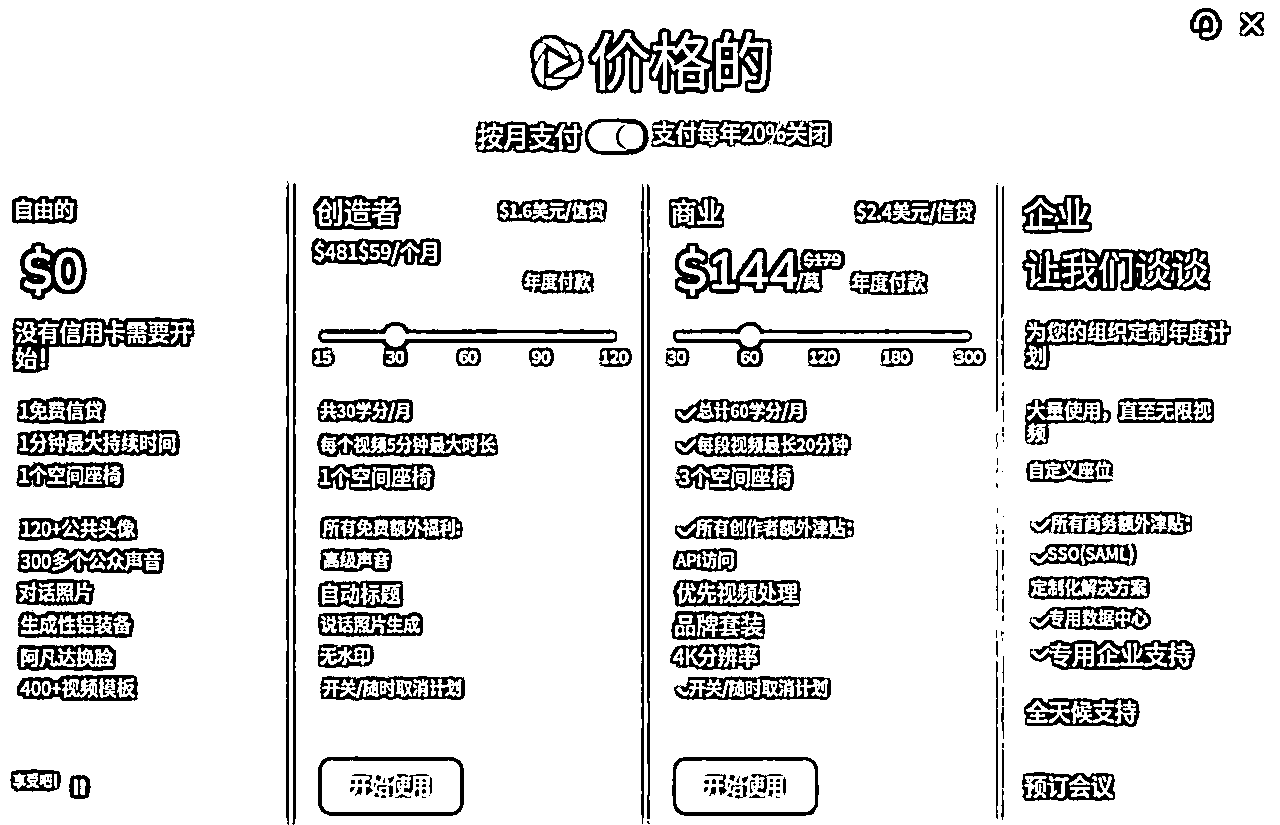 价格的
按月支付 支付每年20%关闭
自由的
$0
没有信用卡需要开
始!
1免费信贷
1分钟最大持续时间
1个空间座椅
120+公共头像
300多个公众声音
对话照片
生成性铝装备
阿凡达换脸
400+视频模板
享受吧!
创造者 $1.6美元/信贷
$481$59/个月
年度付款
15 30 60 90 120
共30学分/月
每个视频5分钟最大时长
1个空间座椅
所有免费额外福利:
高级声音
自动标题
说话照片生成
无水印
开关/随时取消计划
开始使用
商业 $2.4美元/信贷
$144 $179
/莴 年度付款
30 60 120 180 300
总计60学分/月
每段视频最长20分钟
3个空间座椅
所有创作者额外津贴:
API访问
优先视频处理
品牌套装
4K分辨率
开关/随时取消计划
开始使用
企业
让我们谈谈
为您的组织定制年度计
划
大量使用，直至无限视
频
自定义座位
所有商务额外津贴:
SSO(SAML)
定制化解决方案
专用数据中心
专用企业支持
全天候支持
预订会议